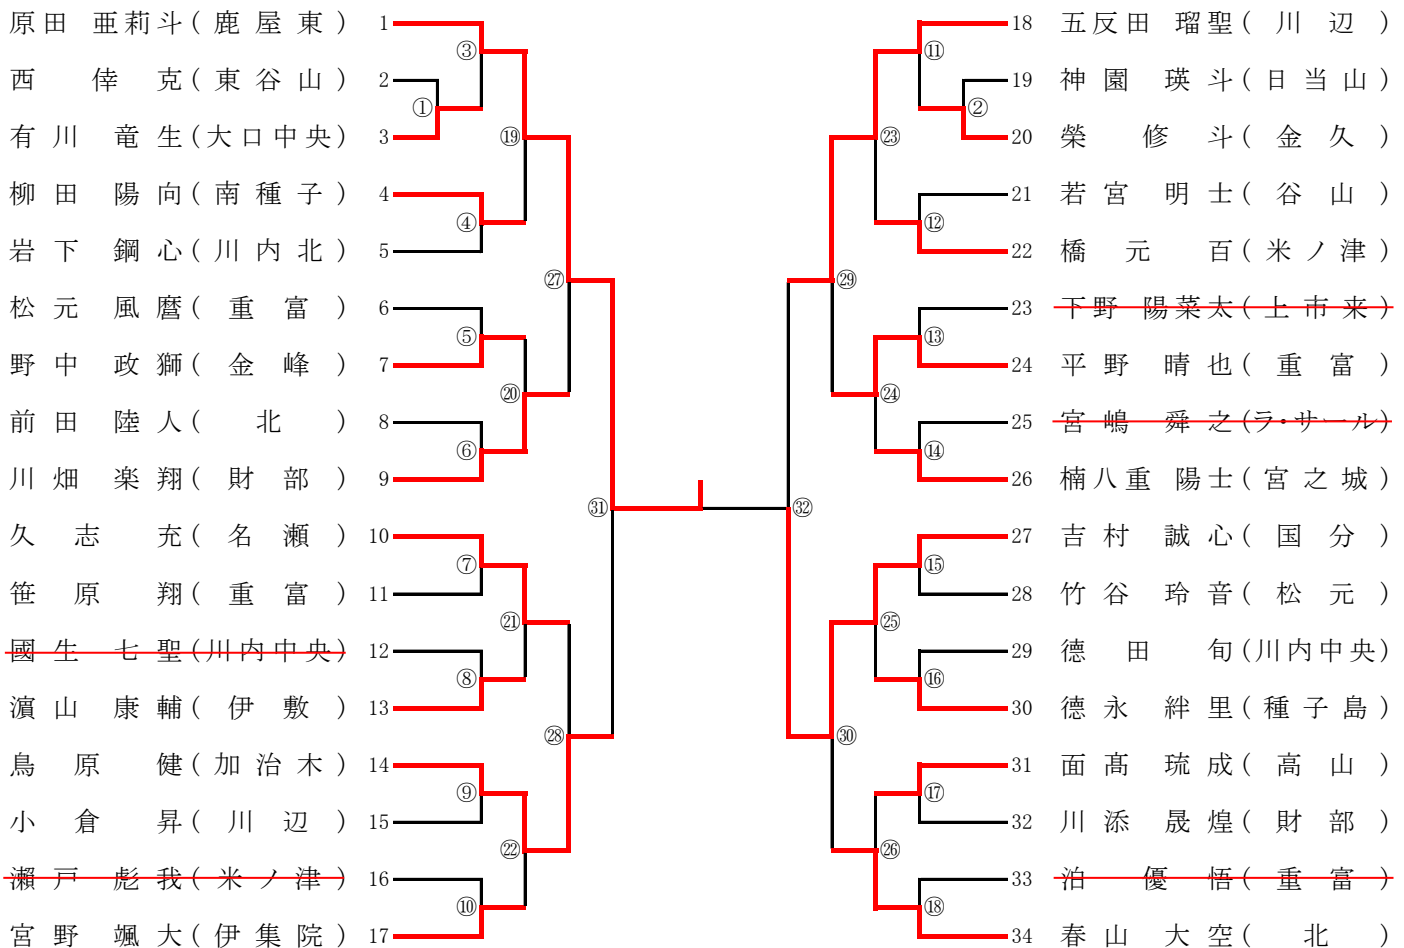 原田 亜莉斗(鹿屋東) 1
西 倖克(東谷山) 2
有川 竜生(大口中央) 3
柳田 陽向(南種子) 4
岩下 鋼心(川内北) 5
松元 風磨(重富) 6
野中 政獅(金峰) 7
前田 陸人(北) 8
川畑 楽翔(財部) 9
久志 充(名瀬) 10
笹原 翔(重富) 11
國生 七聖(川内中央) 12
濵山 康輔(伊敷) 13
鳥原 健(加治木) 14
小倉 昇(川辺) 15
瀬戸 彪我(米ノ津) 16
宮野 颯大(伊集院) 17
③
①
⑲
④
㉗
⑤
⑳
⑥
㉛
⑦
㉑
⑧
㉘
⑨
㉒
⑩
⑪
②
㉓
⑫
㉙
⑬
㉔
⑭
㉜
⑮
㉕
⑯
㉚
⑰
㉖
⑱
18 五反田 瑠聖(川辺)
19 神園 瑛斗(日当山)
20 榮 修斗(金久)
21 若宮 明士(谷山)
22 橋元 百(米ノ津)
23 下野 陽菜太(上市来)
24 平野 晴也(重富)
25 宮嶋 舜之(ラ・サール)
26 楠八重 陽士(宮之城)
27 吉村 誠心(国分)
28 竹谷 玲音(松元)
29 德田 旬(川内中央)
30 德永 絆里(種子島)
31 面髙 琉成(高山)
32 川添 晟煌(財部)
33 泊 優悟(重富)
34 春山 大空(北)